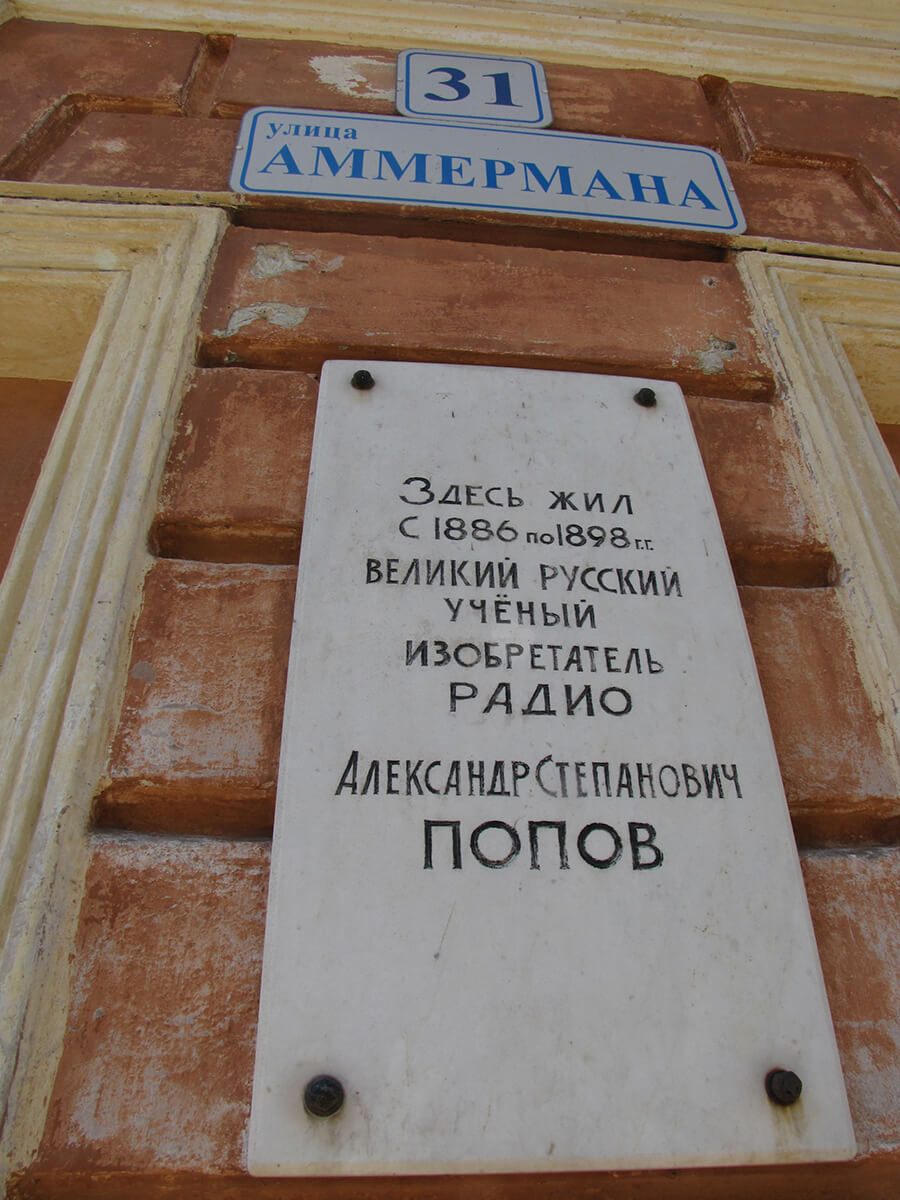 31
улица
АММЕРМАНА
Здесь жил
с 1886 по 1898 г.г.
великий русский
учёный
изобретатель
радио
Александр Степанович
ПОПОВ